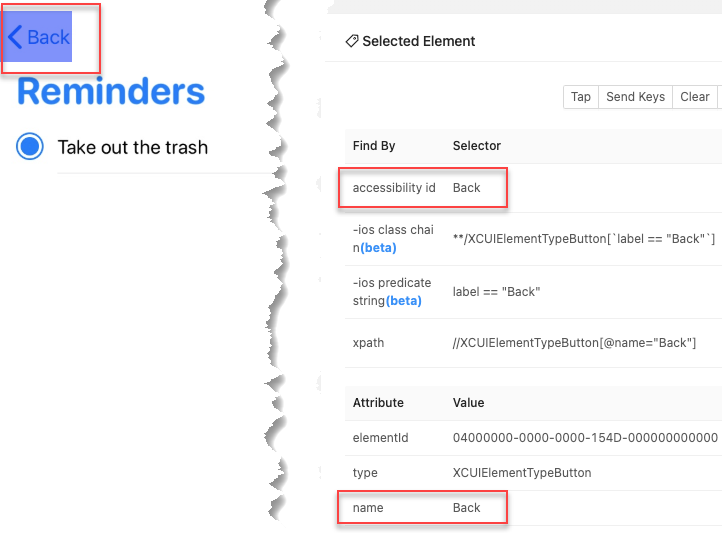 Back
Reminders
Take out the trash
Selected Element
Tap Send Keys Clear
Find By Selector
accessibility id Back
-ios class chai
n(beta) **/XCUIElementTypeButton[`label == "Back"`]
-ios predicate
string(beta) label == "Back"
xpath //XCUIElementTypeButton[@name="Back"]
Attribute Value
elementId 04000000-0000-0000-154D-000000000000
type XCUIElementTypeButton
name Back